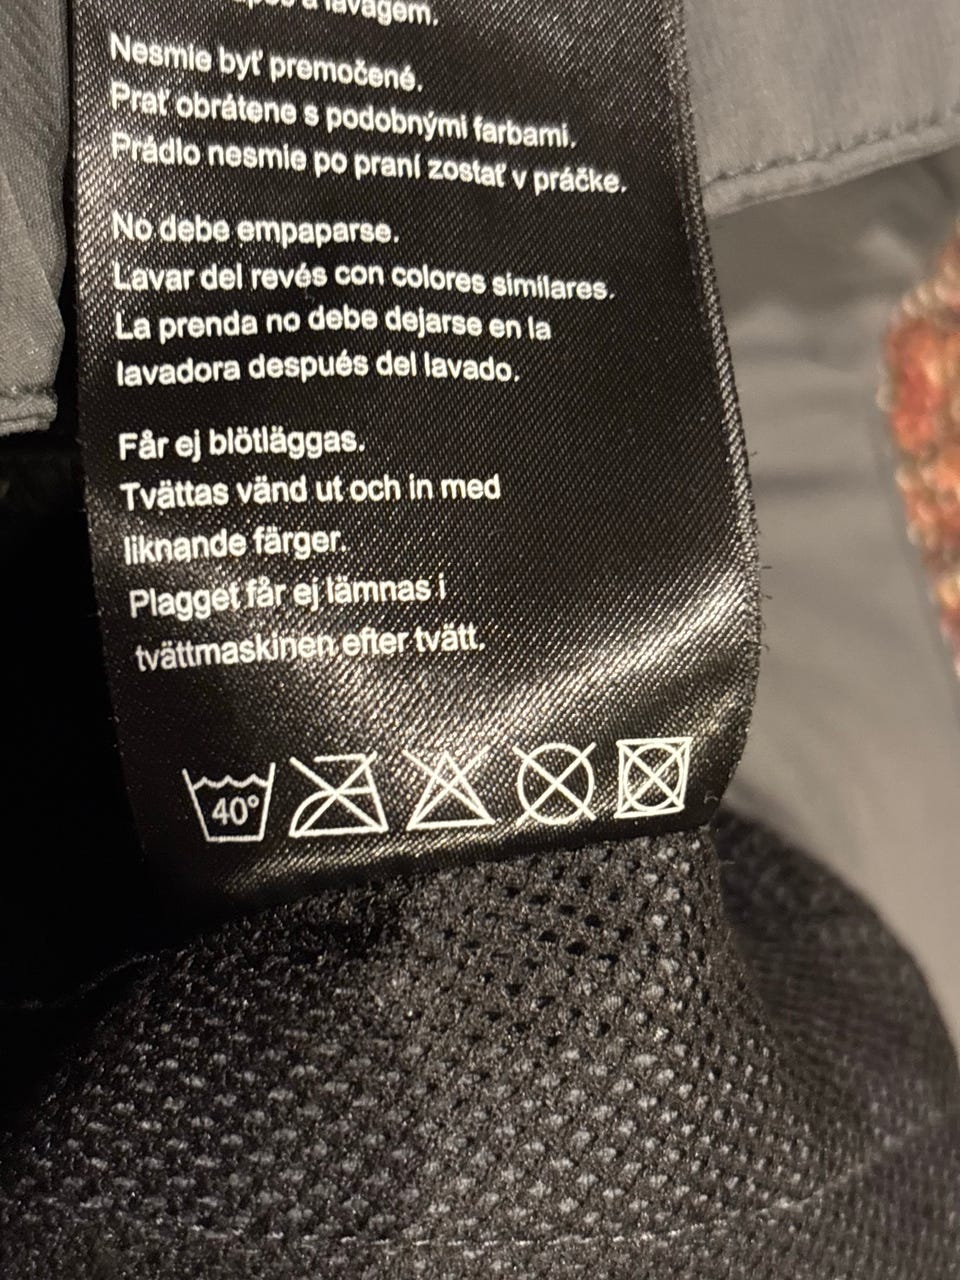 a lavagem.
Nesmie byť premočené.
Prať obrátene s podobnými farbami.
Prádlo nesmie po praní zostať v práčke.
No debe empaparse.
Lavar del revés con colores similares.
La prenda no debe dejarse en la
lavadora después del lavado.
Får ej blötläggas.
Tvättas vänd ut och in med
liknande färger.
Plagget får ej lämnas i
tvättmaskinen efter tvätt.
40°